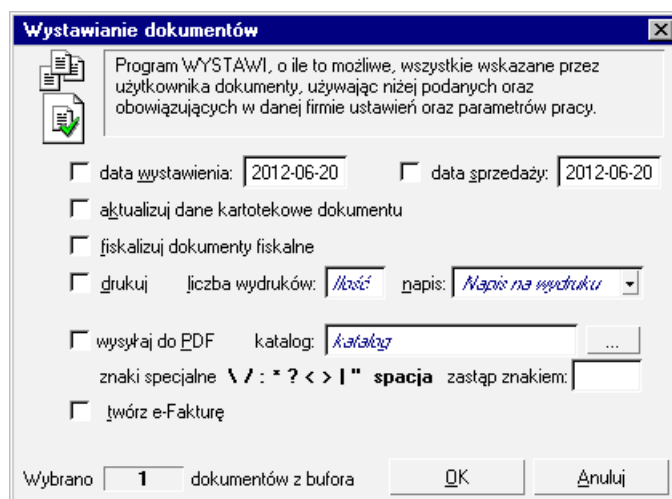 Wystawianie dokumentów
Program WYSTAWI, o ile to możliwe, wszystkie wskazane przez
użytkownika dokumenty, używając niżej podanych oraz
obowiązujących w danej firmie ustawień oraz parametrów pracy.
data wystawienia: 2012-06-20 data sprzedaży: 2012-06-20
aktualizuj dane kartotekowe dokumentu
fiskalizuj dokumenty fiskalne
drukuj liczba wydruków: Ilość napis: Napis na wydruku
wysyłaj do PDF katalog: katalog ...
znaki specjalne \ / : * ? < > | " spacja zastąp znakiem:
twórz e-Fakturę
Wybrano 1 dokumentów z bufora OK Anuluj